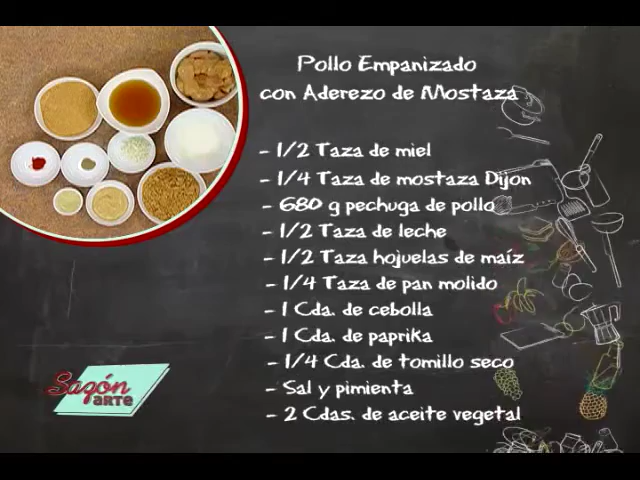 Pollo Empanizado
con Aderezo de Mostaza
- 1/2 Taza de miel
- 1/4 Taza de mostaza Dijon
- 680 g pechuga de pollo
- 1/2 Taza de leche
- 1/2 Taza hojuelas de maíz
- 1/4 Taza de pan molido
- 1 Cda. de cebolla
- 1 Cda. de paprika
- 1/4 Cda. de tomillo seco
- Sal y pimienta
- 2 Cdas. de aceite vegetal
Sazón
ARTE